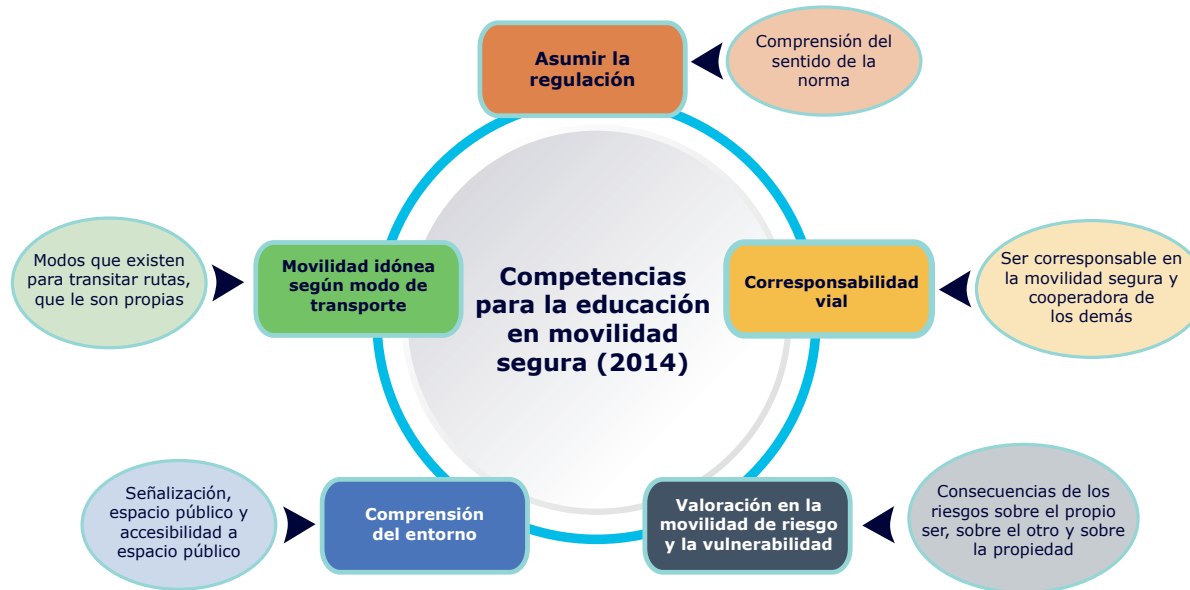 Asumir la
regulación
Comprensión del
sentido de la
norma
Modos que existen
para transitar rutas,
que le son propias
Movilidad idónea
según modo de
transporte
Competencias
para la educación
en movilidad
segura (2014)
Corresponsabilidad
vial
Ser corresponsable en
la movilidad segura y
cooperadora de
los demás
Señalización,
espacio público y
accesibilidad a
espacio público
Comprensión
del entorno
Valoración en la
movilidad de riesgo
y la vulnerabilidad
Consecuencias de los
riesgos sobre el propio
ser, sobre el otro y sobre
la propiedad